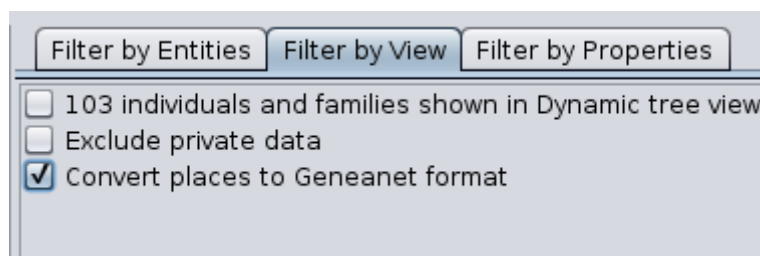 Filter by Entities Filter by View Filter by Properties
103 individuals and families shown in Dynamic tree view
Exclude private data
Convert places to Geneanet format